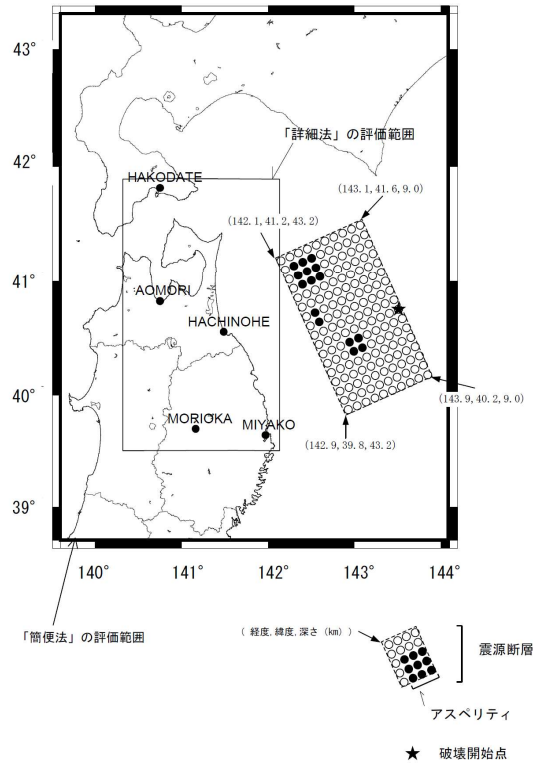 43°
「詳細法」の評価範囲
42°
HAKODATE
(143.1, 41.6, 9.0)
(142.1, 41.2, 43.2)
41°
AOMORI
HACHINOHE
40°
(143.9, 40.2, 9.0)
MORIOKA
MIYAKO
(142.9, 39.8, 43.2)
39°
140° 141° 142° 143° 144°
「簡便法」の評価範囲
( 経度, 緯度, 深さ (km) )
震源断層
アスペリティ
★ 破壊開始点